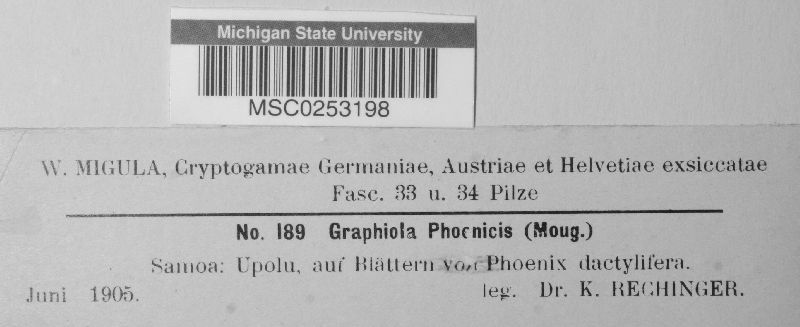 Michigan State University
MSC0253198
W. MIGULA, Cryptogamae Germaniae, Austriae et Helvetiae exsiccatae
Fasc. 33 u. 34 Pilze
No. 189 Graphiola Phoenicis (Moug.)
Samoa: Upolu, auf Blättern von Phoenix dactylifera.
Juni 1905. leg. Dr. K. RECHINGER.